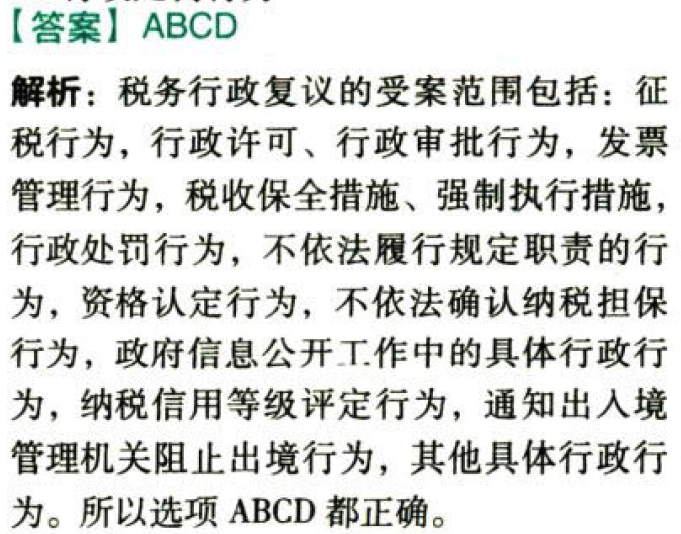 【答案】ABCD
解析：税务行政复议的受案范围包括：征
税行为，行政许可、行政审批行为，发票
管理行为，税收保全措施、强制执行措施，
行政处罚行为，不依法履行规定职责的行
为，资格认定行为，不依法确认纳税担保
行为，政府信息公开工作中的具体行政行
为，纳税信用等级评定行为，通知出入境
管理机关阻止出境行为，其他具体行政行
为。所以选项 ABCD 都正确。